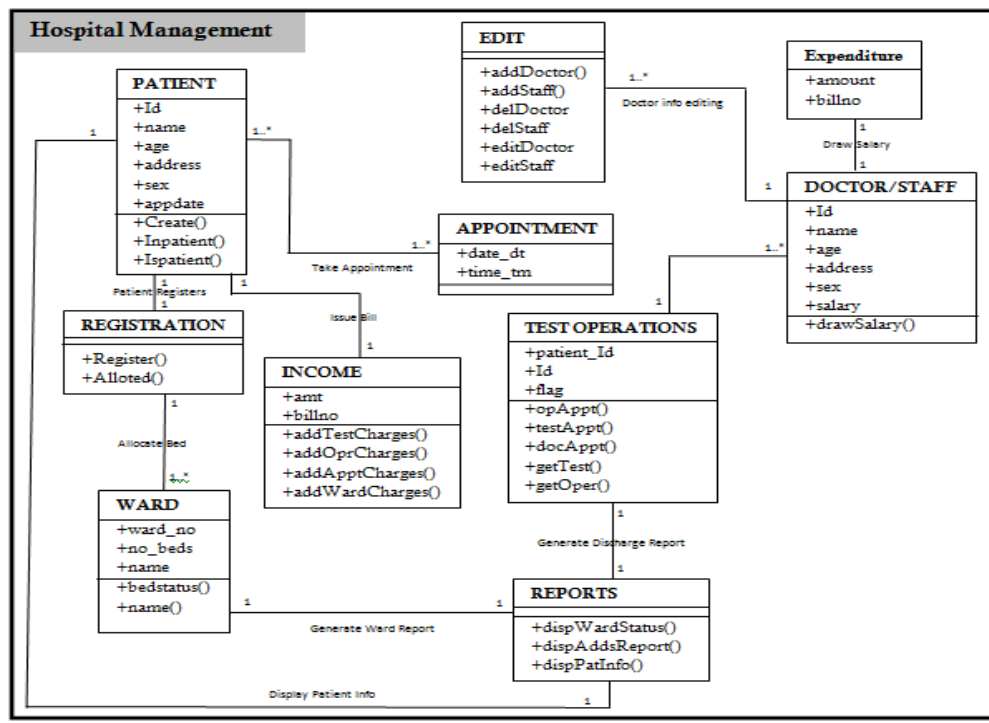 Hospital Management
PATIENT
+Id
+name
+age
+address
+sex
+appdate
+Create()
+Inpatient()
+Ispatient()
EDIT
+addDoctor()
+addStaff()
+delDoctor
+delStaff
+editDoctor
+editStaff
1..*
Doctor info editing
1
Expenditure
+amount
+billno
1
Draw Salary
1
DOCTOR/STAFF
+Id
+name
+age
+address
+sex
+salary
+drawSalary()
1
1..*
Take Appointment
1..*
APPOINTMENT
+date_dt
+time_tm
1..*
1
1
Patient Registers
1
REGISTRATION
+Register()
+Alloted()
1
Issue Bill
1
INCOME
+amt
+billno
+addTestCharges()
+addOprCharges()
+addApptCharges()
+addWardCharges()
TEST OPERATIONS
+patient_Id
+Id
+flag
+opAppt()
+testAppt()
+docAppt()
+getTest()
+getOper()
1
Allocate Bed
1..*
WARD
+ward_no
+no_beds
+name
+bedstatus()
+name()
1
Generate Discharge Report
1
REPORTS
+dispWardStatus()
+dispAddsReport()
+dispPatInfo()
1
Generate Ward Report
1
Display Patient Info
1